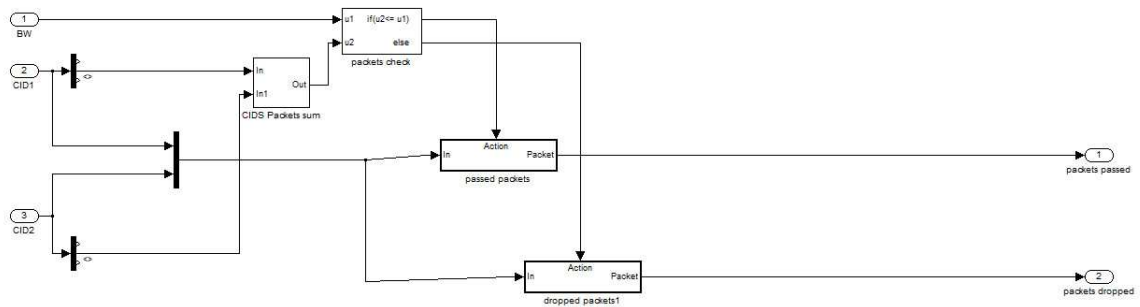 1
BW
u1 if(u2<= u1)
u2 else
packets check
2
CID1
<>
In
Out
In1
CIDS Packets sum
Action
In Packet
passed packets
1
packets passed
3
CID2
<>
Action
In Packet
dropped packets1
2
packets dropped